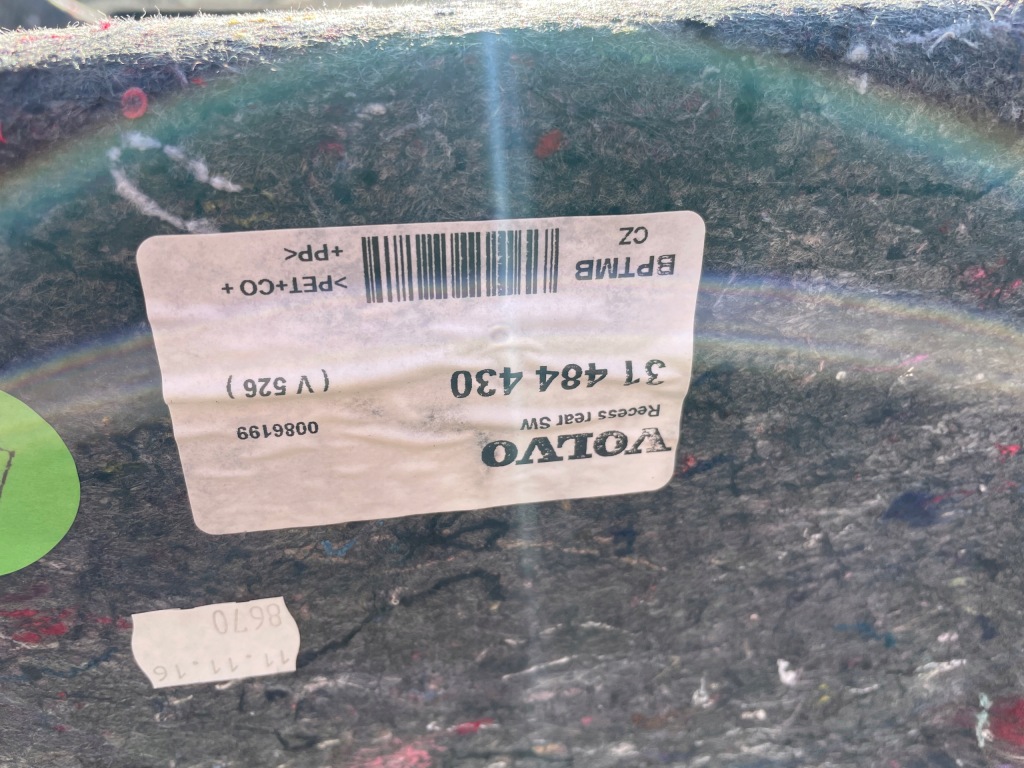 VOLVO
Recess rear SW
0086199
31 484 430
( V 526 )
BPTMB
CZ
>PET+CO +
+PP<
11.11.16
8670